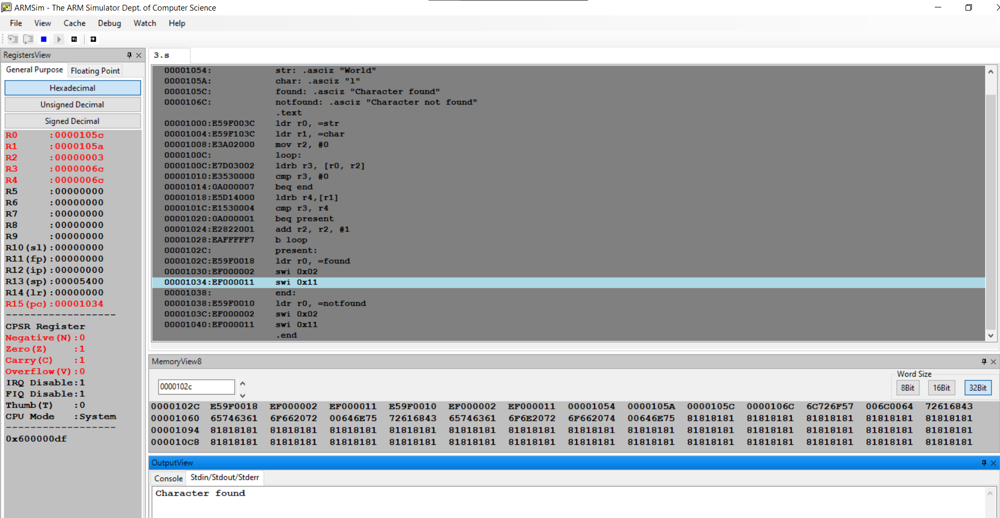 ARMSim - The ARM Simulator Dept. of Computer Science
File View Cache Debug Watch Help
RegistersView
General Purpose Floating Point
Hexadecimal
Unsigned Decimal
Signed Decimal
R0 :0000105c
R1 :0000105a
R2 :00000003
R3 :0000006c
R4 :0000006c
R5 :00000000
R6 :00000000
R7 :00000000
R8 :00000000
R9 :00000000
R10(sl):00000000
R11(fp):00000000
R12(ip):00000000
R13(sp):00005400
R14(lr):00000000
R15(pc):00001034
------------------
CPSR Register
Negative(N):0
Zero(Z) :1
Carry(C) :1
Overflow(V):0
IRQ Disable:1
FIQ Disable:1
Thumb(T) :0
CPU Mode :System
------------------
0x600000df
3.s
00001054: str: .asciz "World"
0000105A: char: .asciz "l"
0000105C: found: .asciz "Character found"
0000106C: notfound: .asciz "Character not found"
.text
00001000:E59F003C ldr r0, =str
00001004:E59F103C ldr r1, =char
00001008:E3A02000 mov r2, #0
0000100C: loop:
0000100C:E7D03002 ldrb r3, [r0, r2]
00001010:E3530000 cmp r3, #0
00001014:0A000007 beq end
00001018:E5D14000 ldrb r4,[r1]
0000101C:E1530004 cmp r3, r4
00001020:0A000001 beq present
00001024:E2822001 add r2, r2, #1
00001028:EAFFFFF7 b loop
0000102C: present:
0000102C:E59F0018 ldr r0, =found
00001030:EF000002 swi 0x02
00001034:EF000011 swi 0x11
00001038: end:
00001038:E59F0010 ldr r0, =notfound
0000103C:EF000002 swi 0x02
00001040:EF000011 swi 0x11
.end
MemoryView8
0000102c
Word Size
8Bit 16Bit 32Bit
0000102C E59F0018 EF000002 EF000011 E59F0010 EF000002 EF000011 00001054 0000105A 0000105C 0000106C 6C726F57 006C0064 72616843
00001060 65746361 6F662072 00646E75 72616843 65746361 6F6E2072 6F662074 00646E75 81818181 81818181 81818181 81818181 81818181
00001094 81818181 81818181 81818181 81818181 81818181 81818181 81818181 81818181 81818181 81818181 81818181 81818181 81818181
000010C8 81818181 81818181 81818181 81818181 81818181 81818181 81818181 81818181 81818181 81818181 81818181 81818181 81818181
OutputView
Console Stdin/Stdout/Stderr
Character found